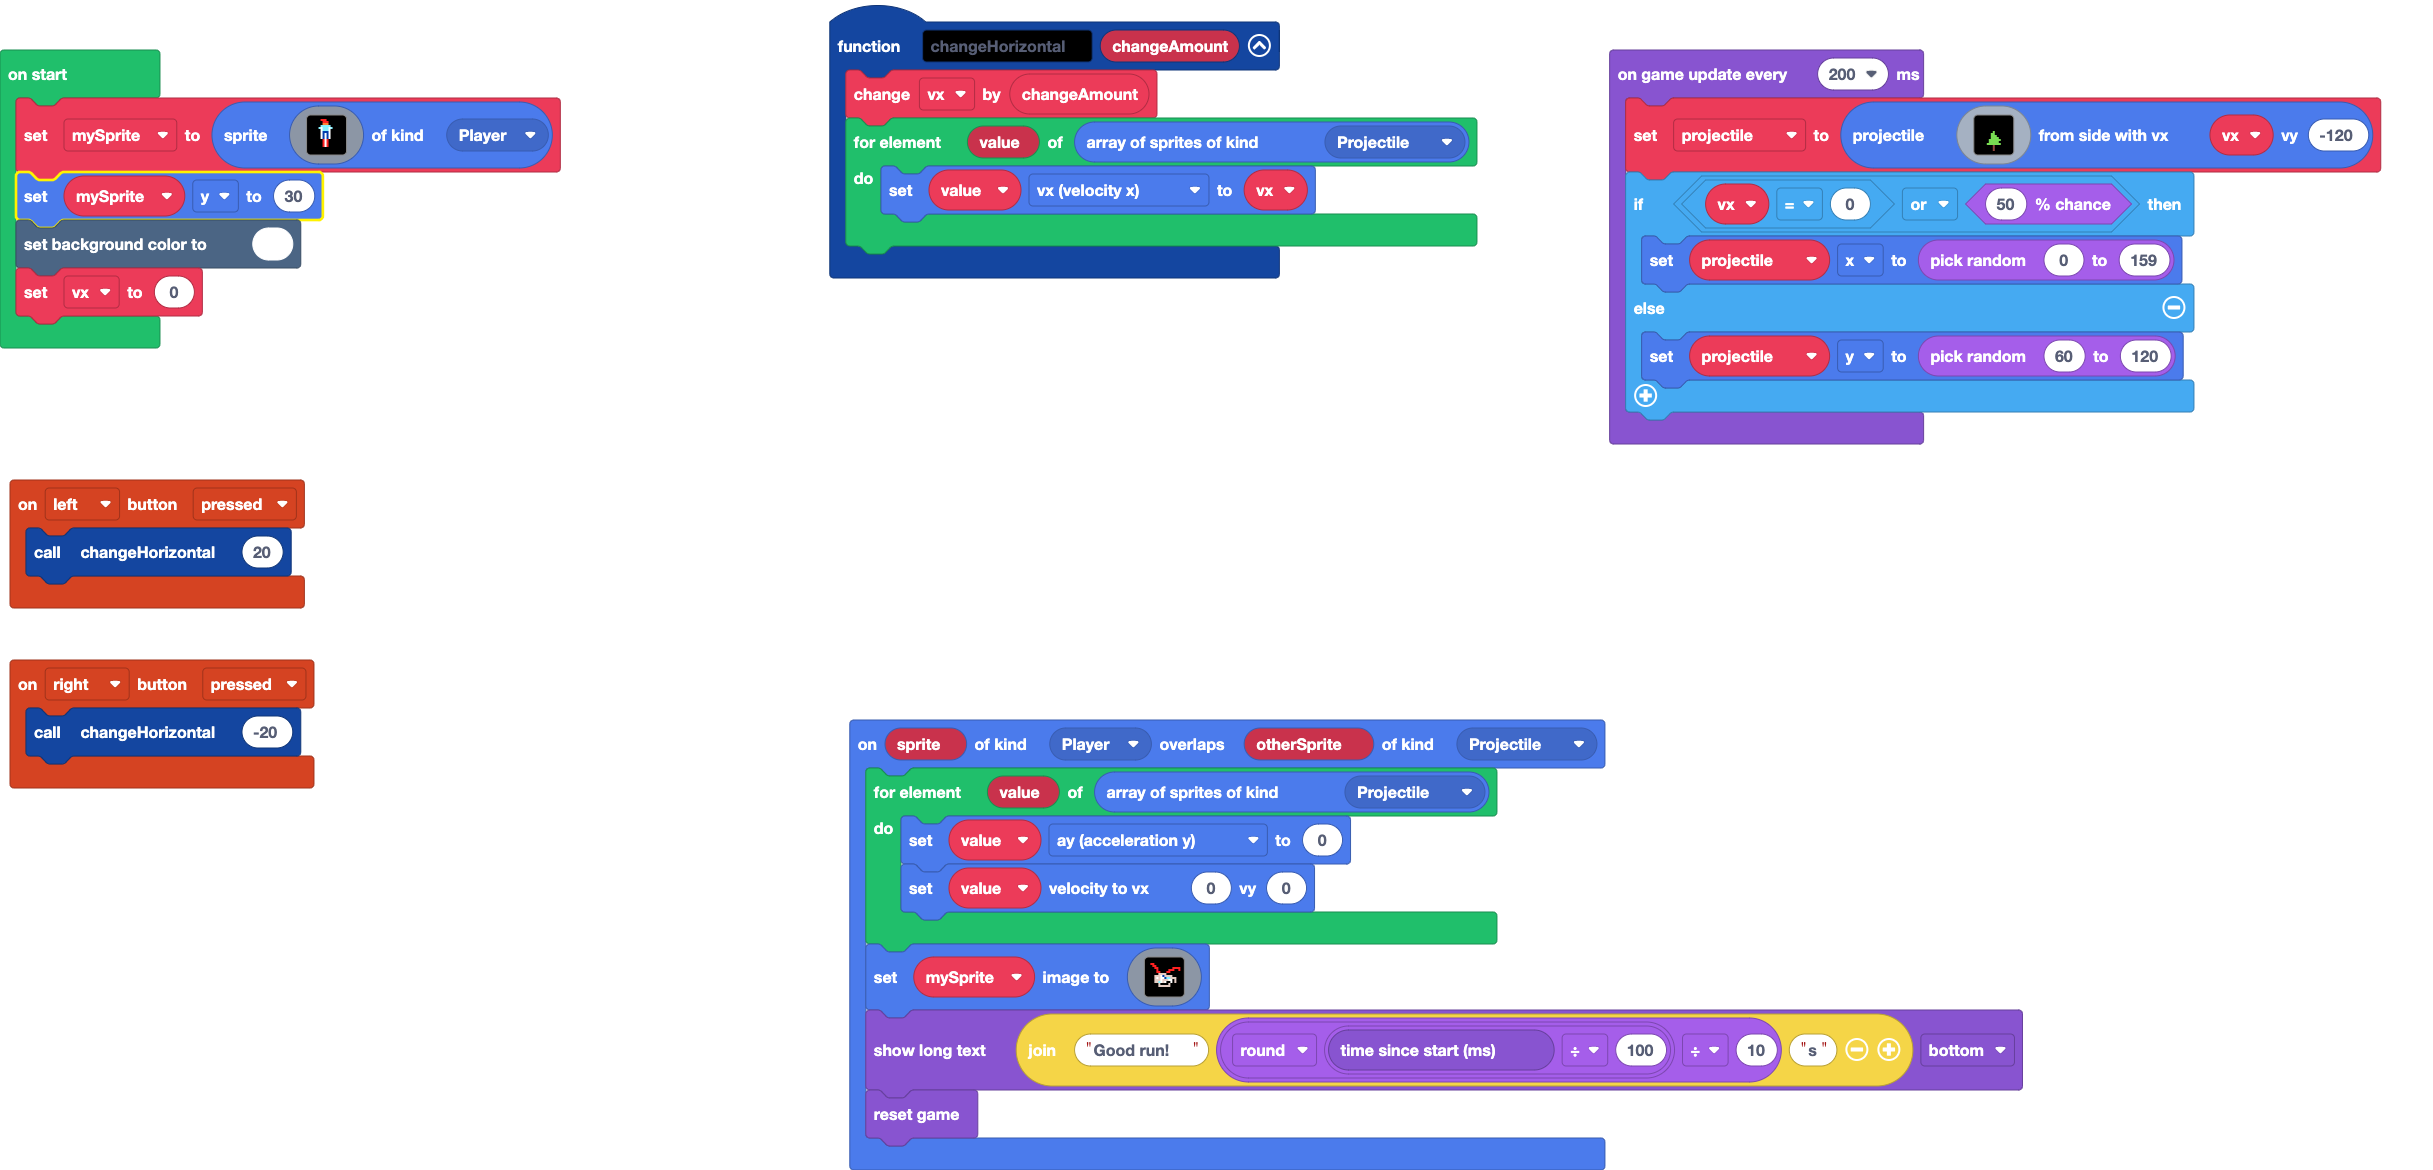 on start
set mySprite to sprite of kind Player
set mySprite y to 30
set background color to
set vx to 0
on left button pressed
call changeHorizontal 20
on right button pressed
call changeHorizontal -20
function changeHorizontal changeAmount
change vx by changeAmount
for element value of array of sprites of kind Projectile
do set value vx (velocity x) to vx
on sprite of kind Player overlaps otherSprite of kind Projectile
for element value of array of sprites of kind Projectile
do set value ay (acceleration y) to 0
set value velocity to vx 0 vy 0
set mySprite image to
show long text join "Good run! " round time since start (ms) ÷ 100 ÷ 10 "s" bottom
reset game
on game update every 200 ms
set projectile to projectile from side with vx vx vy -120
if vx = 0 or 50 % chance then
set projectile x to pick random 0 to 159
else
set projectile y to pick random 60 to 120